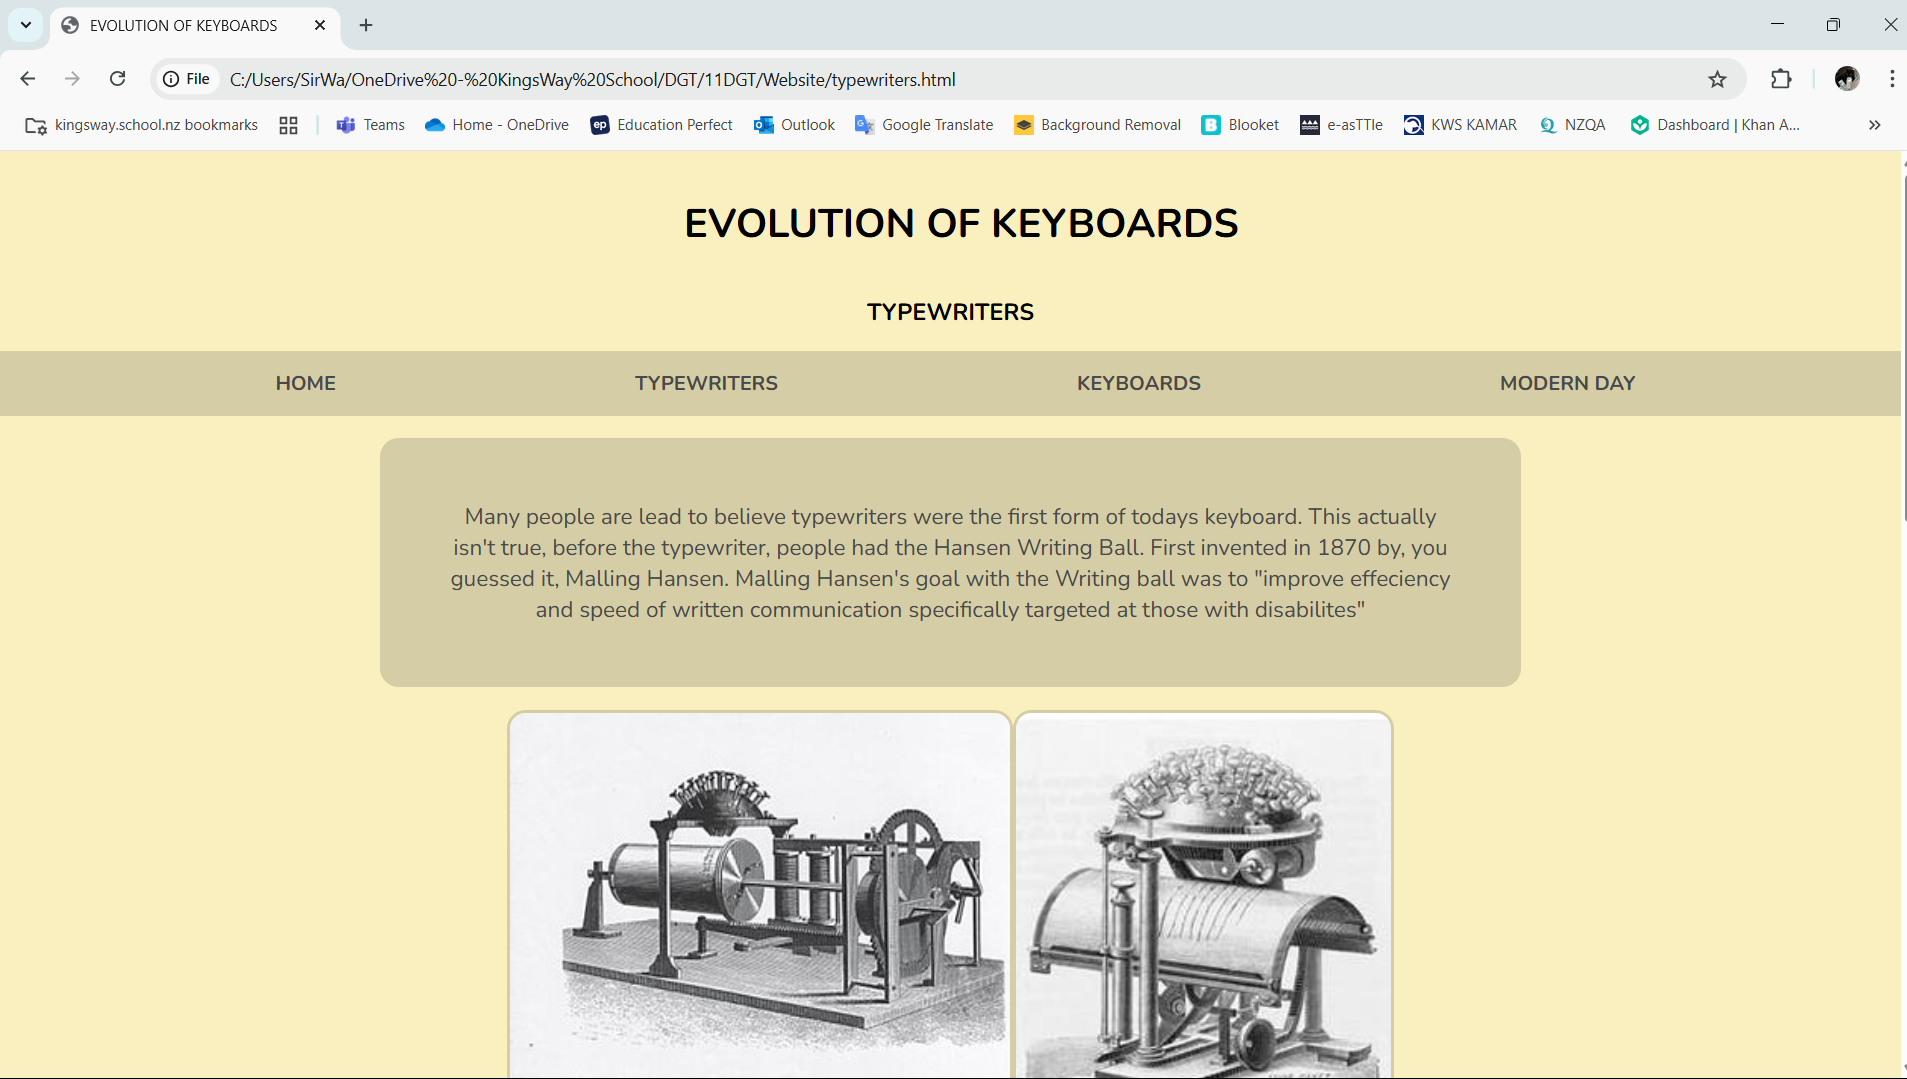 EVOLUTION OF KEYBOARDS
File
C:/Users/SirWa/OneDrive%20-%20KingsWay%20School/DGT/11DGT/Website/typewriters.html
kingsway.school.nz bookmarks Teams Home - OneDrive ep Education Perfect Outlook Google Translate Background Removal B Blooket e-asTTle KWS KAMAR NZQA Dashboard | Khan A...
EVOLUTION OF KEYBOARDS
TYPEWRITERS
HOME TYPEWRITERS KEYBOARDS MODERN DAY
Many people are lead to believe typewriters were the first form of todays keyboard. This actually
isn't true, before the typewriter, people had the Hansen Writing Ball. First invented in 1870 by, you
guessed it, Malling Hansen. Malling Hansen's goal with the Writing ball was to "improve effeciency
and speed of written communication specifically targeted at those with disabilites"